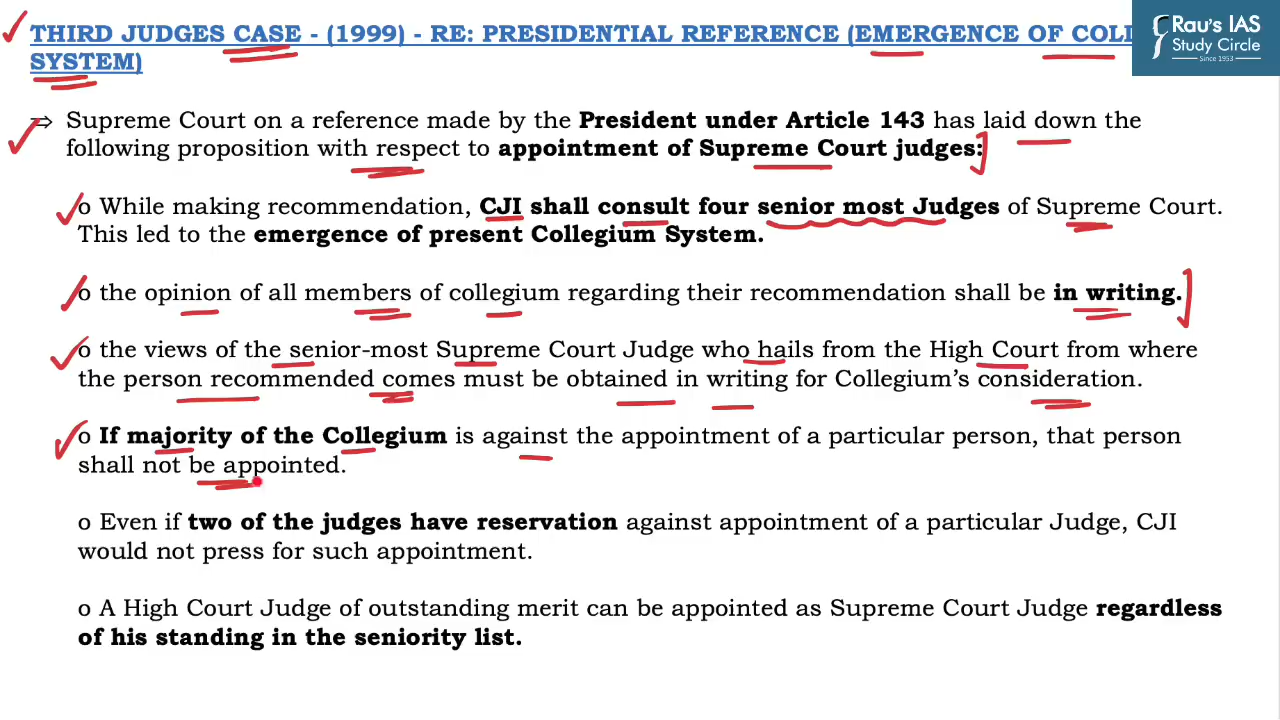 THIRD JUDGES CASE - (1999) - RE: PRESIDENTIAL REFERENCE (EMERGENCE OF
SYSTEM)
Rau's IAS
Study Circle
Since 1953
⇒ Supreme Court on a reference made by the President under Article 143 has laid down the
following proposition with respect to appointment of Supreme Court judges:
o While making recommendation, CJI shall consult four senior most Judges of Supreme Court.
This led to the emergence of present Collegium System.
o the opinion of all members of collegium regarding their recommendation shall be in writing.
o the views of the senior-most Supreme Court Judge who hails from the High Court from where
the person recommended comes must be obtained in writing for Collegium's consideration.
o If majority of the Collegium is against the appointment of a particular person, that person
shall not be appointed.
o Even if two of the judges have reservation against appointment of a particular Judge, CJI
would not press for such appointment.
o A High Court Judge of outstanding merit can be appointed as Supreme Court Judge regardless
of his standing in the seniority list.